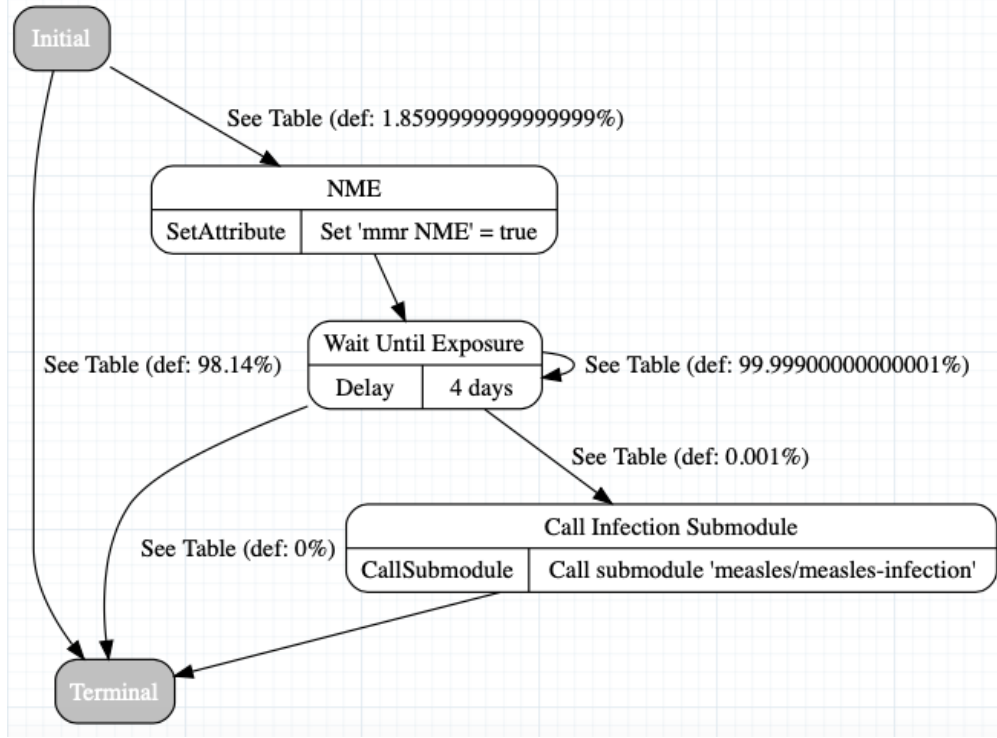 Initial
See Table (def: 1.8599999999999999%)
NME
SetAttribute
Set 'mmr NME' = true
Wait Until Exposure
Delay
4 days
See Table (def: 98.14%)
See Table (def: 99.99900000000001%)
See Table (def: 0.001%)
Call Infection Submodule
See Table (def: 0%)
CallSubmodule
Call submodule 'measles/measles-infection'
Terminal